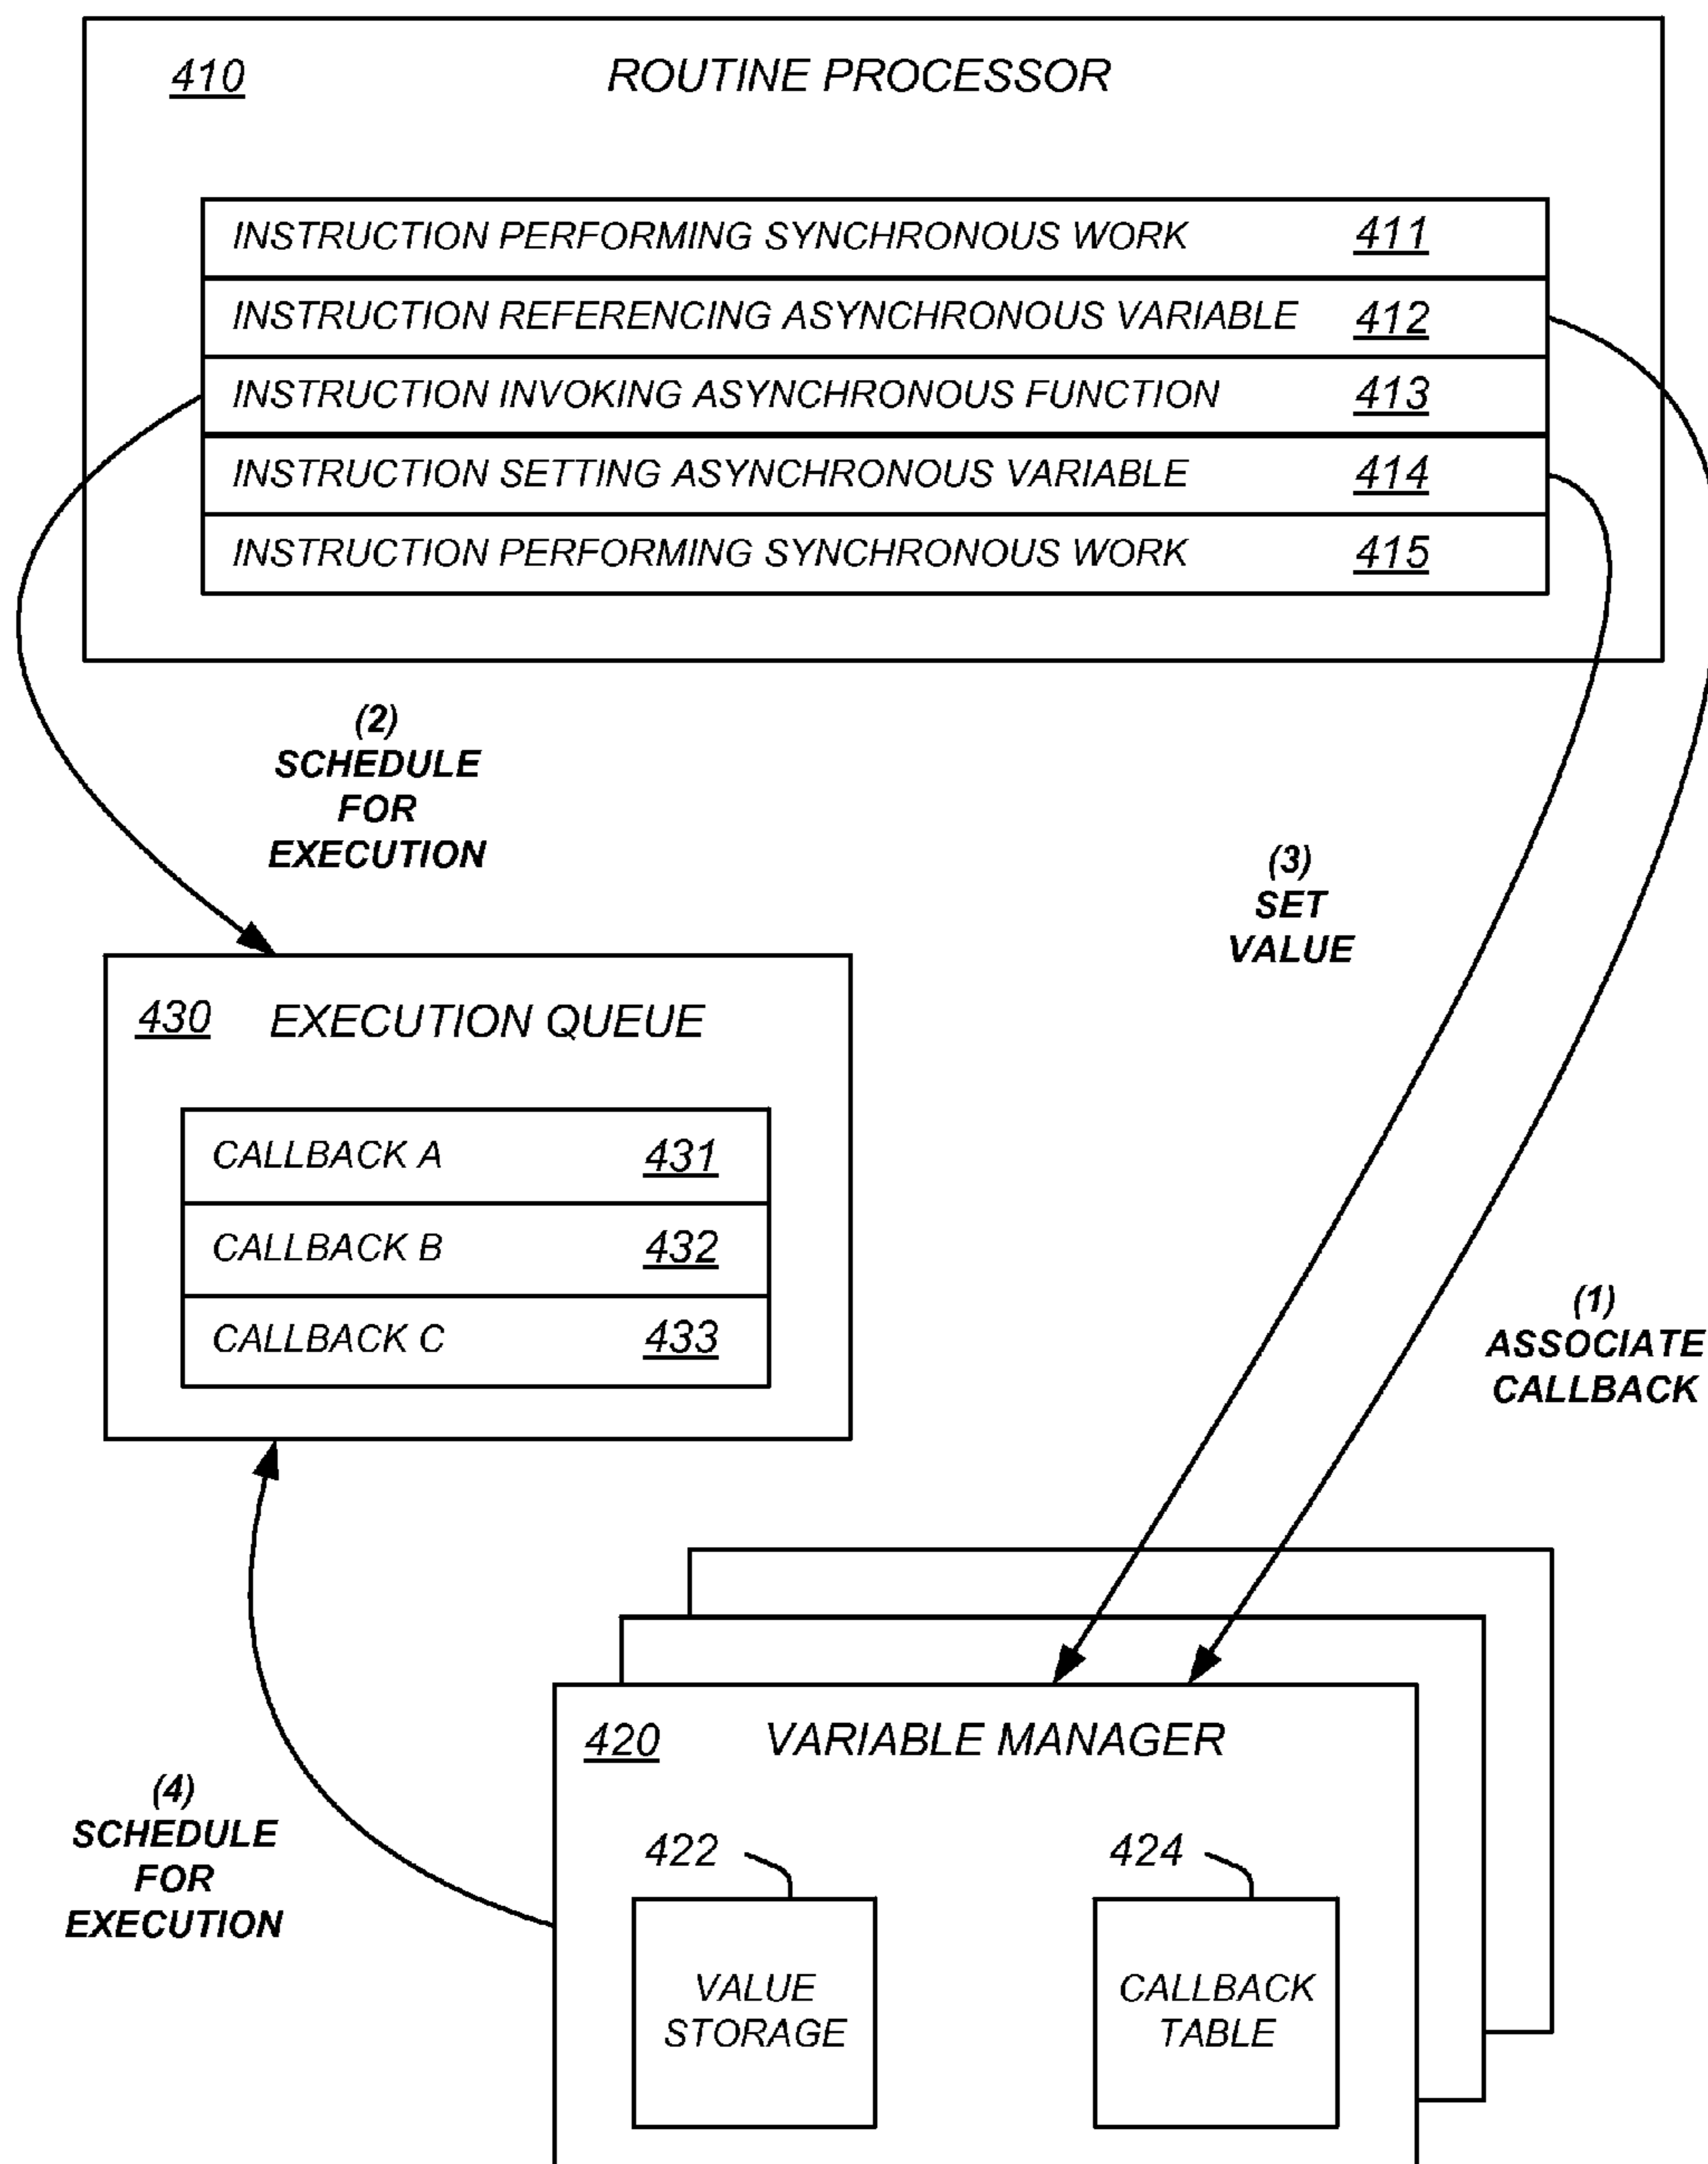 410 ROUTINE PROCESSOR
INSTRUCTION PERFORMING SYNCHRONOUS WORK 411
INSTRUCTION REFERENCING ASYNCHRONOUS VARIABLE 412
INSTRUCTION INVOKING ASYNCHRONOUS FUNCTION 413
INSTRUCTION SETTING ASYNCHRONOUS VARIABLE 414
INSTRUCTION PERFORMING SYNCHRONOUS WORK 415
(2)
SCHEDULE
FOR
EXECUTION
(3)
SET
VALUE
430 EXECUTION QUEUE
CALLBACK A 431
CALLBACK B 432
CALLBACK C 433
(1)
ASSOCIATE
CALLBACK
420 VARIABLE MANAGER
(4)
SCHEDULE
FOR
EXECUTION
422
VALUE
STORAGE
424
CALLBACK
TABLE